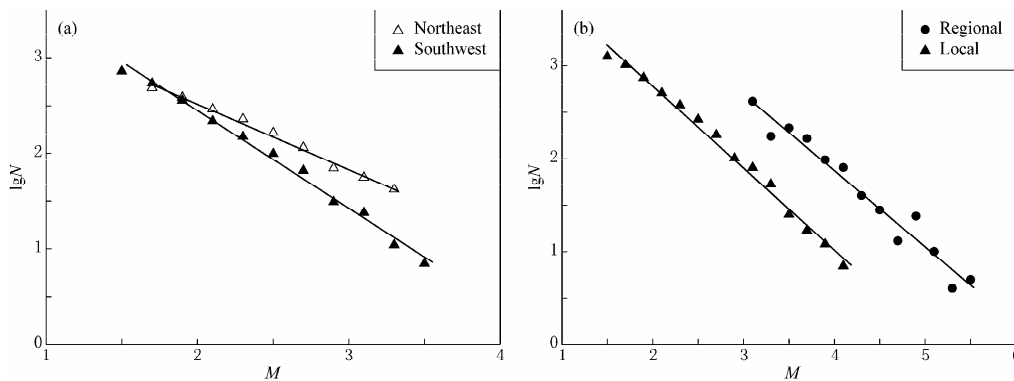 (a)
△ Northeast
▲ Southwest
3
2
1
0
lgN
1 2 3 4
M
(b)
● Regional
▲ Local
3
2
1
0
lgN
1 2 3 4 5 6
M